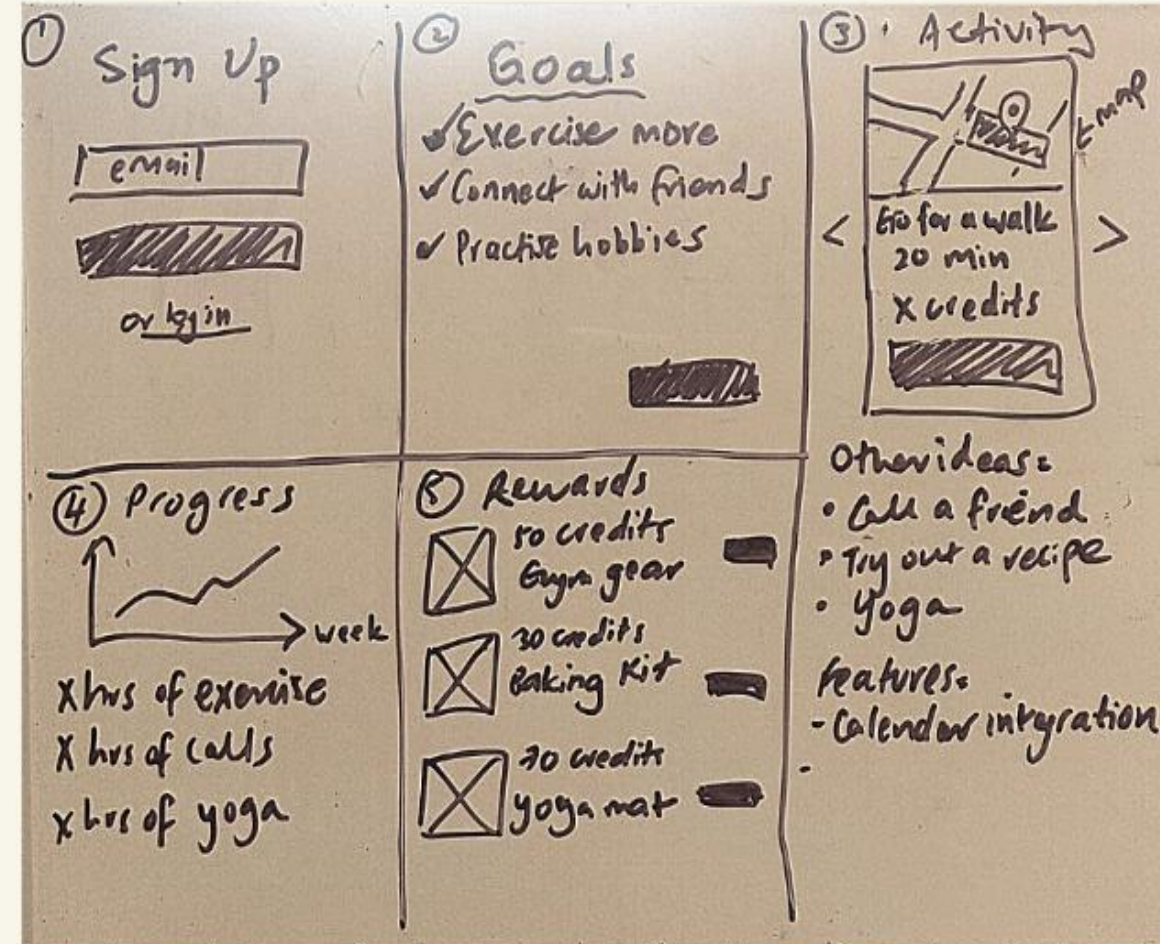 ① Sign Up
email
or log in
② Goals
✓ Exercise more
✓ Connect with friends
✓ Practise hobbies
③ • Activity
← map
< >
Go for a walk
20 min
X credits
Other ideas:
• Call a friend
• Try out a recipe
• Yoga
Features:
- Calendar integration
-
④ Progress
week
X hrs of exercise
X hrs of calls
X hrs of yoga
⑤ Rewards
50 credits
Gym gear
30 credits
Baking Kit
credits
yoga mat